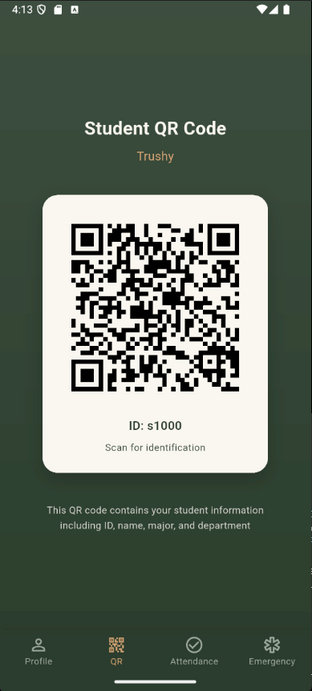 4:13
Student QR Code
Trushy
ID: s1000
Scan for identification
This QR code contains your student information
including ID, name, major, and department
Profile
QR
Attendance
Emergency